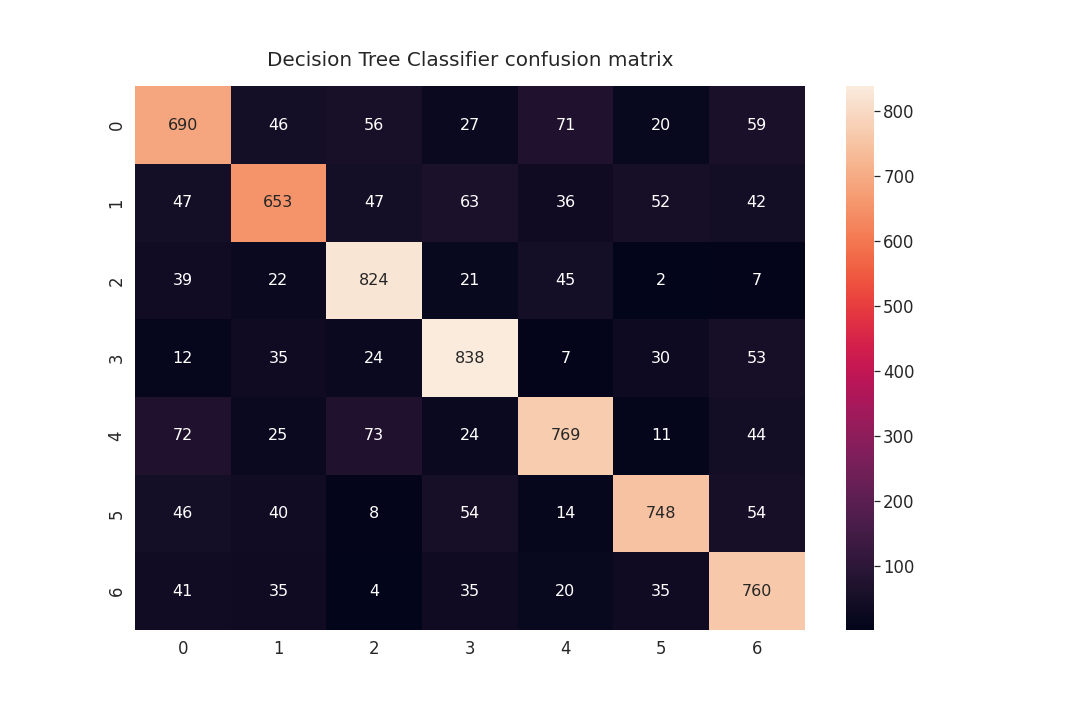 Decision Tree Classifier confusion matrix
0 690 46 56 27 71 20 59
1 47 653 47 63 36 52 42
2 39 22 824 21 45 2 7
3 12 35 24 838 7 30 53
4 72 25 73 24 769 11 44
5 46 40 8 54 14 748 54
6 41 35 4 35 20 35 760
0 1 2 3 4 5 6
800
700
600
500
400
300
200
100